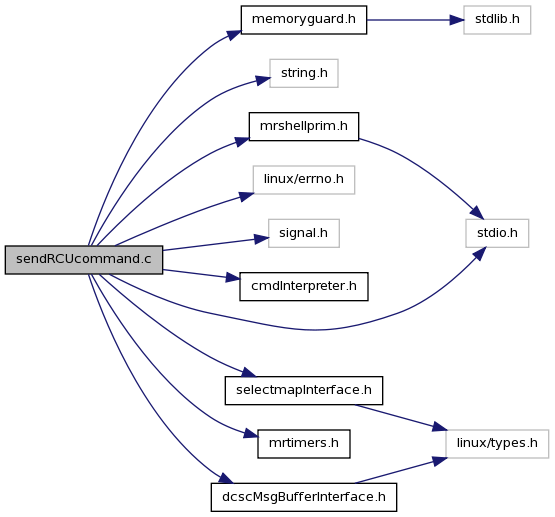 memoryguard.h
stdlib.h
string.h
mrshellprim.h
linux/errno.h
signal.h
stdio.h
sendRCUcommand.c
cmdInterpreter.h
selectmapInterface.h
mrtimers.h
linux/types.h
dcscMsgBufferInterface.h